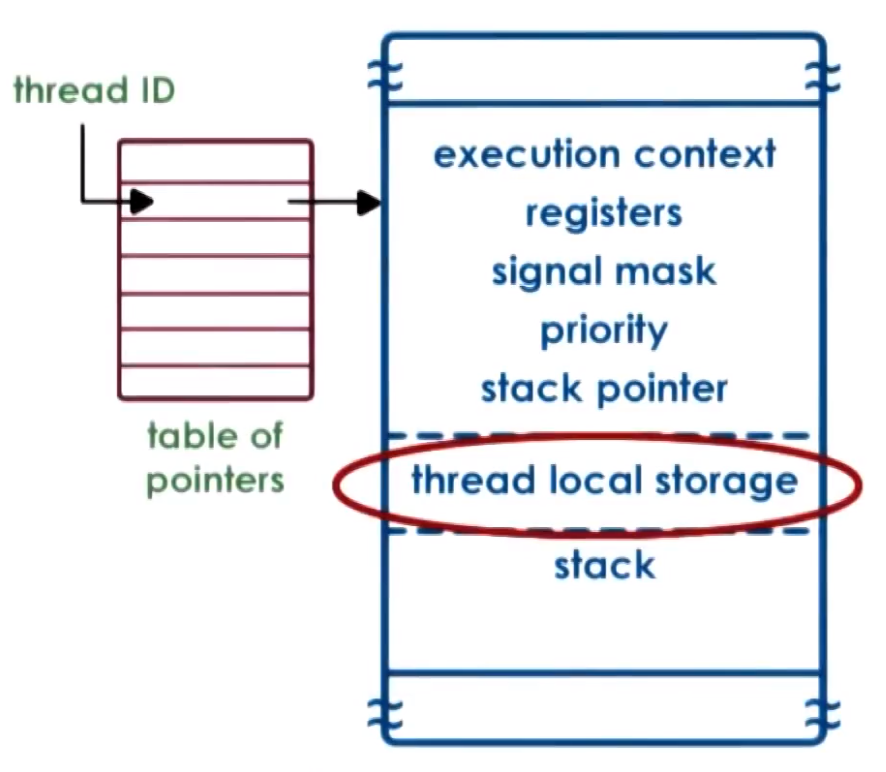 thread ID
table of
pointers
execution context
registers
signal mask
priority
stack pointer
thread local storage
stack